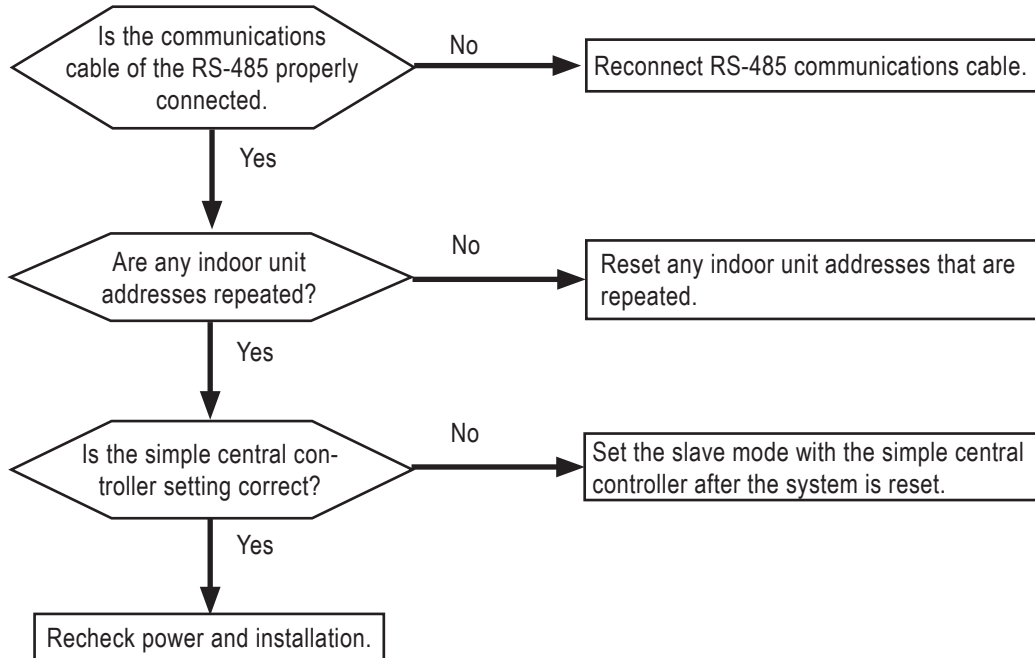 Is the communications
cable of the RS-485 properly
connected.
No
Reconnect RS-485 communications cable.
Yes
Are any indoor unit
addresses repeated?
No
Reset any indoor unit addresses that are
repeated.
Yes
Is the simple central con-
troller setting correct?
No
Set the slave mode with the simple central
controller after the system is reset.
Yes
Recheck power and installation.